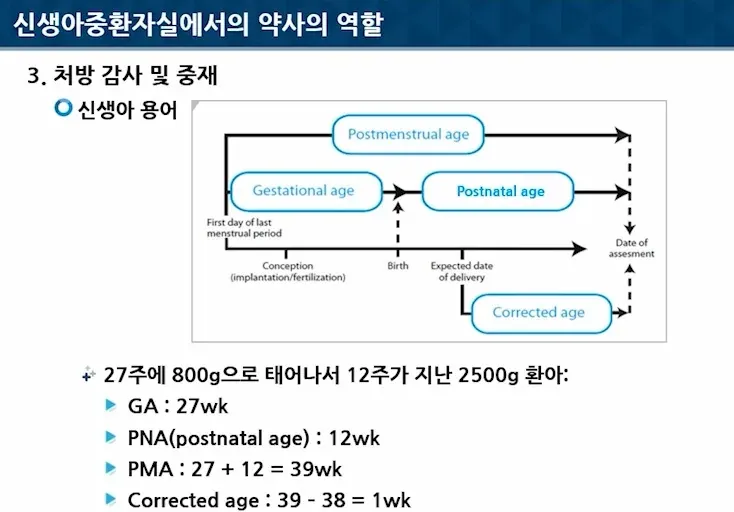 신생아중환자실에서의 약사의 역할
3. 처방 감사 및 중재
신생아 용어
Postmenstrual age
Gestational age
Postnatal age
First day of last
menstrual period
Date of
assesment
Conception
(implantation/fertilization)
Birth
Expected date
of delivery
Corrected age
27주에 800g으로 태어나서 12주가 지난 2500g 환아:
GA : 27wk
PNA(postnatal age) : 12wk
PMA : 27 + 12 = 39wk
Corrected age : 39 – 38 = 1wk